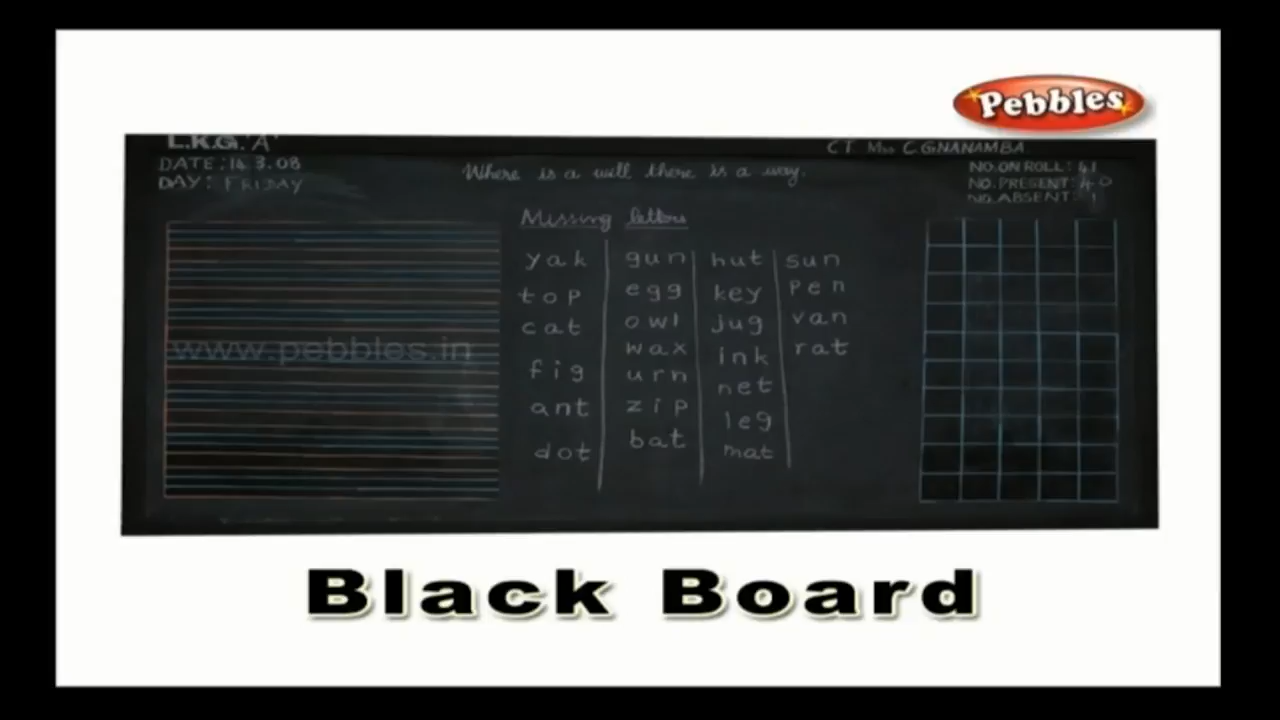 Pebbles
L.K.G. 'A'
C T. Miss C.GNANAMBA
DATE: 14.3.08
DAY: FRIDAY
Where is a will there is a way.
NO. ON ROLL: 41
NO. PRESENT: 40
NO. ABSENT: 1
Missing letters
yak gun hut sun
top egg key pen
cat owl jug van
wax ink rat
fig urn net
ant zip leg
dot bat mat
www.pebbles.in
Black Board